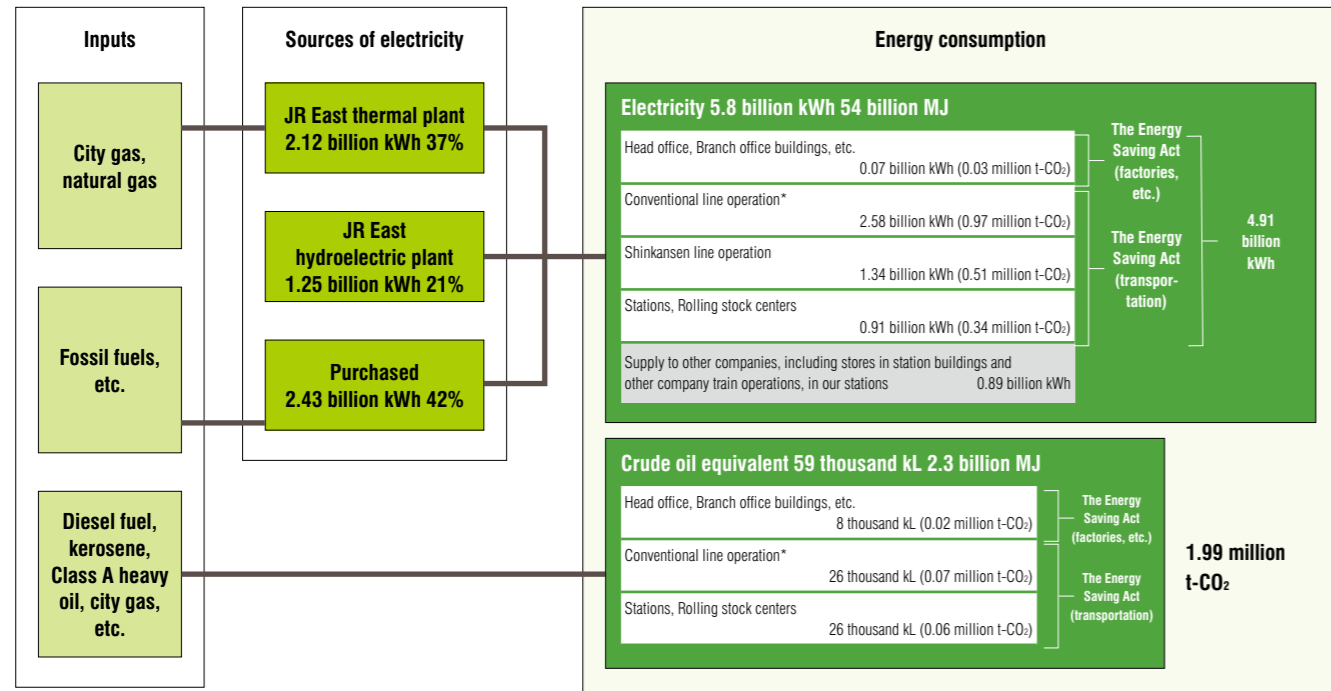 Inputs
Sources of electricity
Energy consumption
City gas,
natural gas
Fossil fuels,
etc.
Diesel fuel,
kerosene,
Class A heavy
oil, city gas,
etc.
JR East thermal plant
2.12 billion kWh 37%
JR East
hydroelectric plant
1.25 billion kWh 21%
Purchased
2.43 billion kWh 42%
Electricity 5.8 billion kWh 54 billion MJ
Head office, Branch office buildings, etc.
0.07 billion kWh (0.03 million t-CO₂)
Conventional line operation*
2.58 billion kWh (0.97 million t-CO₂)
Shinkansen line operation
1.34 billion kWh (0.51 million t-CO₂)
Stations, Rolling stock centers
0.91 billion kWh (0.34 million t-CO₂)
Supply to other companies, including stores in station buildings and
other company train operations, in our stations 0.89 billion kWh
The Energy
Saving Act
(factories,
etc.)
The Energy
Saving Act
(transpor-
tation)
4.91
billion
kWh
Crude oil equivalent 59 thousand kL 2.3 billion MJ
Head office, Branch office buildings, etc.
8 thousand kL (0.02 million t-CO₂)
Conventional line operation*
26 thousand kL (0.07 million t-CO₂)
Stations, Rolling stock centers
26 thousand kL (0.06 million t-CO₂)
The Energy
Saving Act
(factories, etc.)
The Energy
Saving Act
(transportation)
1.99 million
t-CO₂